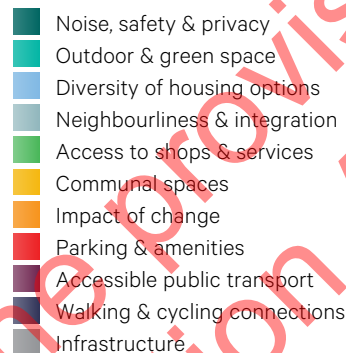 Noise, safety & privacy
Outdoor & green space
Diversity of housing options
Neighbourliness & integration
Access to shops & services
Communal spaces
Impact of change
Parking & amenities
Accessible public transport
Walking & cycling connections
Infrastructure